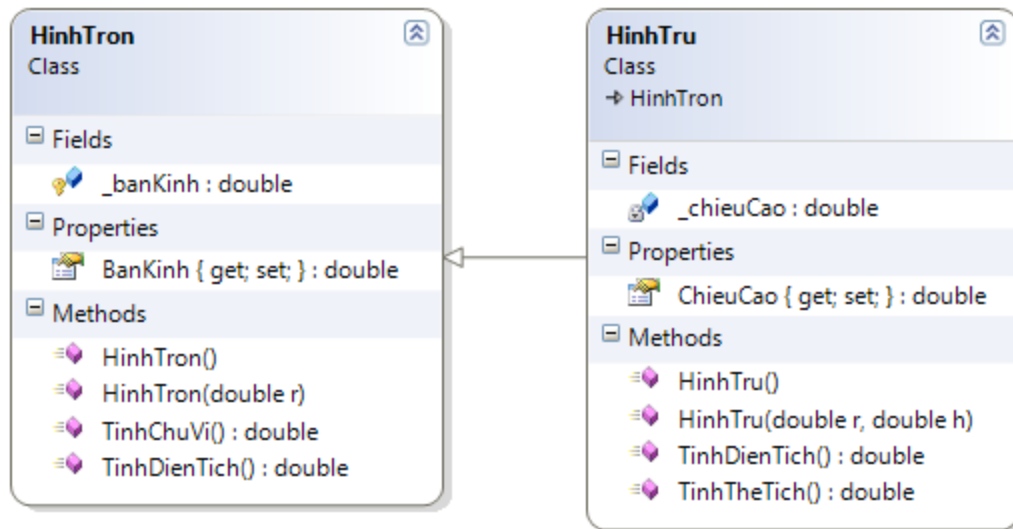 HinhTron
Class
Fields
_banKinh : double
Properties
BanKinh { get; set; } : double
Methods
HinhTron()
HinhTron(double r)
TinhChuVi() : double
TinhDienTich() : double
HinhTru
Class
HinhTron
Fields
_chieuCao : double
Properties
ChieuCao { get; set; } : double
Methods
HinhTru()
HinhTru(double r, double h)
TinhDienTich() : double
TinhTheTich() : double